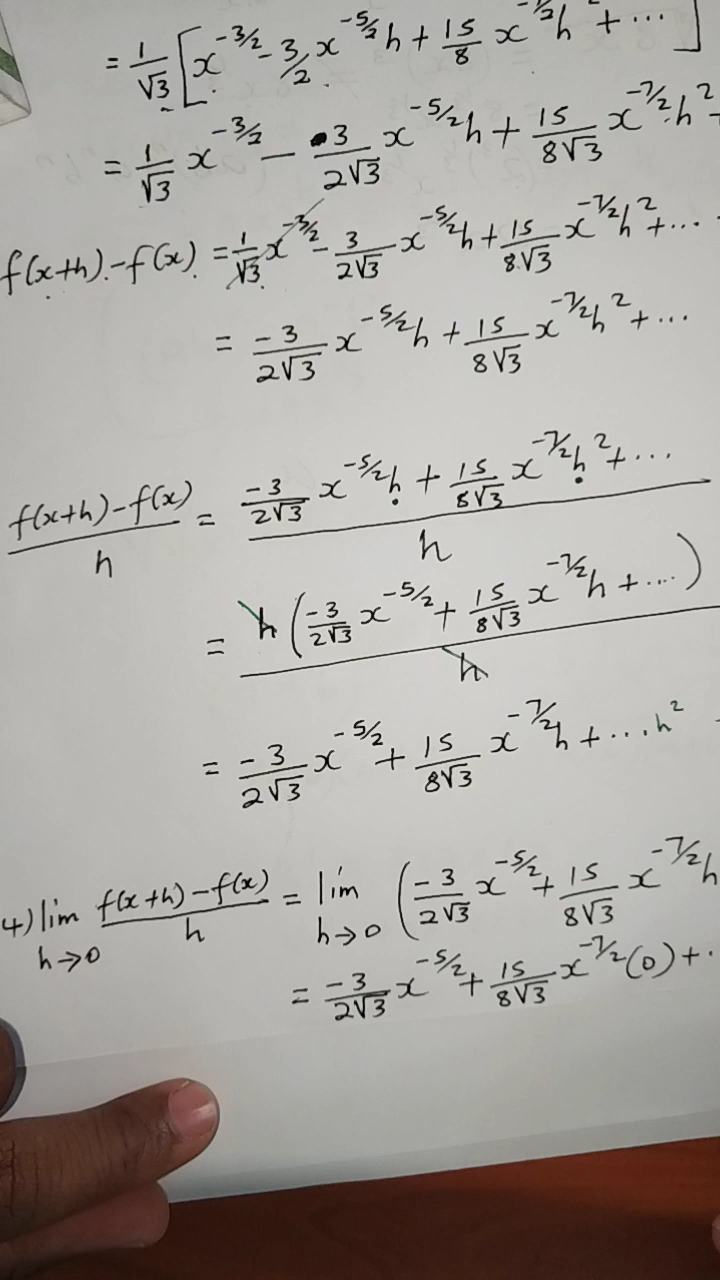 = 1/√3 [x^-3/2 - 3/2 x^-5/2 h + 15/8 x^-7/2 h^2 + ...]
= 1/√3 x^-3/2 - 3/2√3 x^-5/2 h + 15/8√3 x^-7/2 h^2 +
f(x+h) - f(x) = 1/√3 x^-3/2 - 3/2√3 x^-5/2 h + 15/8√3 x^-7/2 h^2 + ...
= -3/2√3 x^-5/2 h + 15/8√3 x^-7/2 h^2 + ...
f(x+h) - f(x)/h = -3/2√3 x^-5/2 h + 15/8√3 x^-7/2 h^2 + .../h
= h(-3/2√3 x^-5/2 + 15/8√3 x^-7/2 h + ....)/h
= -3/2√3 x^-5/2 + 15/8√3 x^-7/2 h + ... h^2
4) lim h→0 f(x+h) - f(x)/h = lim h→0 (-3/2√3 x^-5/2 + 15/8√3 x^-7/2 h
= -3/2√3 x^-5/2 + 15/8√3 x^-7/2 (0) + .